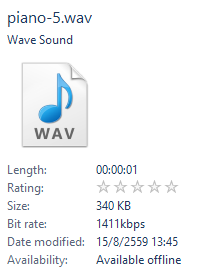 piano-5.wav
Wave Sound
WAV
Length: 00:00:01
Rating:
Size: 340 KB
Bit rate: 1411kbps
Date modified: 15/8/2559 13:45
Availability: Available offline